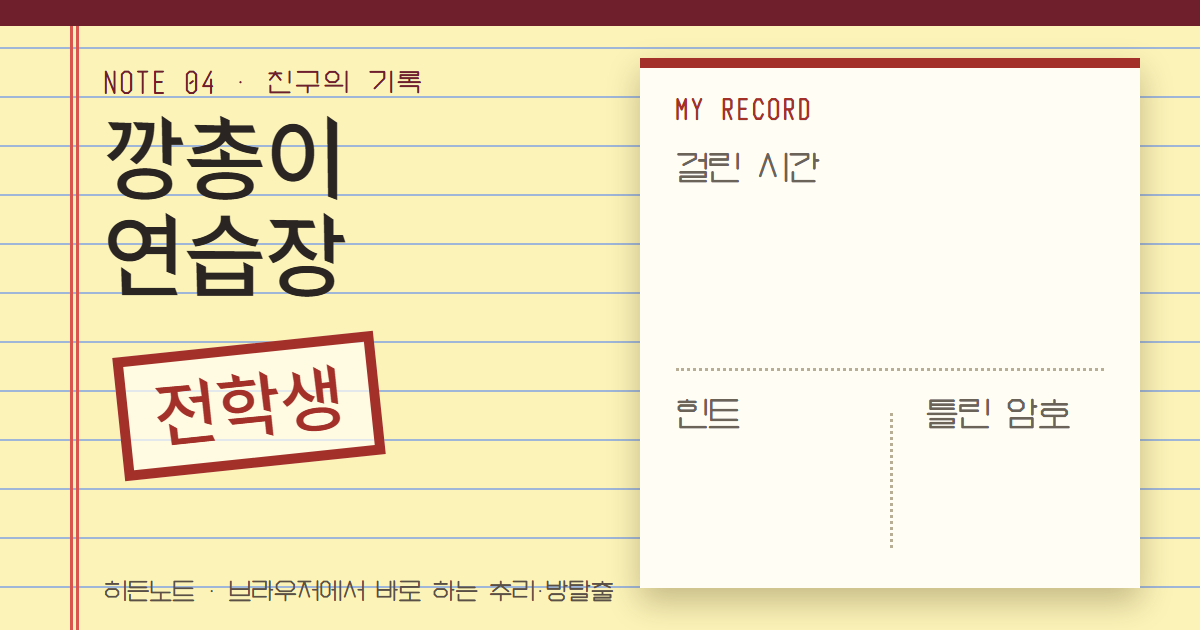 NOTE 04 · 친구의 기록
깡총이
연습장
전학생
히든노트 · 브라우저에서 바로 하는 추리·방탈출
MY RECORD
걸린 시간
힌트
틀린 암호